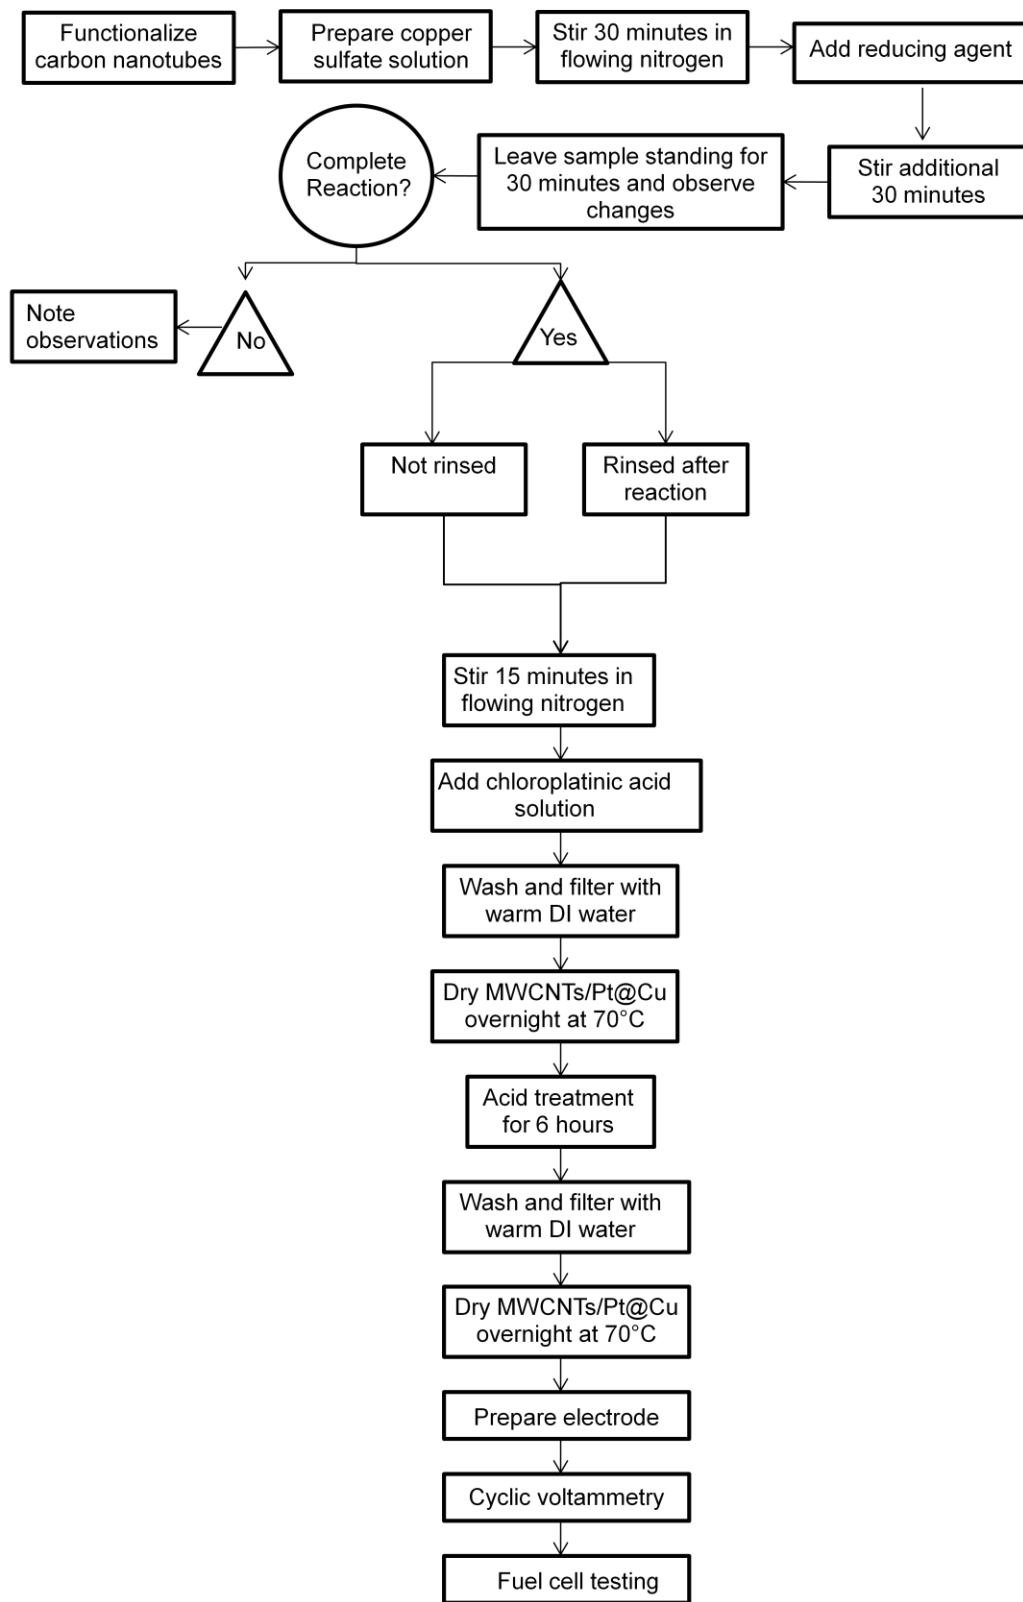 Functionalize
carbon nanotubes
Prepare copper
sulfate solution
Stir 30 minutes in
flowing nitrogen
Add reducing agent
Stir additional
30 minutes
Leave sample standing for
30 minutes and observe
changes
Complete
Reaction?
No
Note
observations
Yes
Not rinsed
Rinsed after
reaction
Stir 15 minutes in
flowing nitrogen
Add chloroplatinic acid
solution
Wash and filter with
warm DI water
Dry MWCNTs/Pt@Cu
overnight at 70°C
Acid treatment
for 6 hours
Wash and filter with
warm DI water
Dry MWCNTs/Pt@Cu
overnight at 70°C
Prepare electrode
Cyclic voltammetry
Fuel cell testing